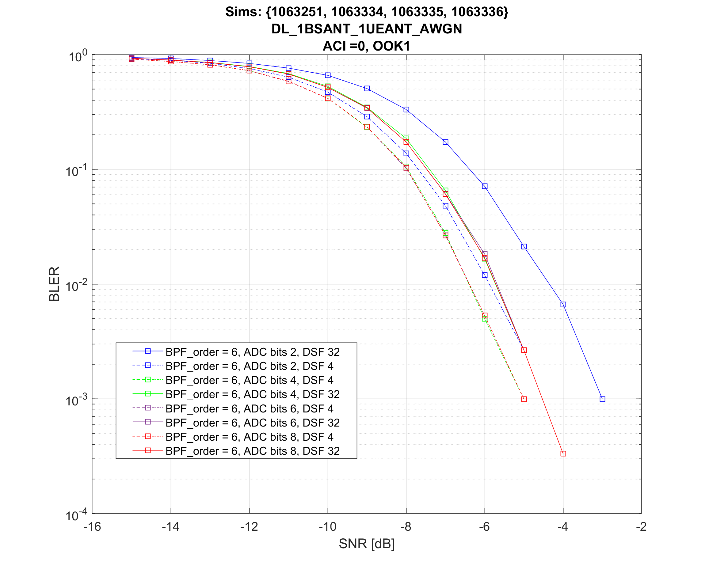 Sims: {1063251, 1063334, 1063335, 1063336}
DL_1BSANT_1UEANT_AWGN
ACI =0, OOK1
10^0
10^-1
10^-2
10^-3
10^-4
BLER
BPF_order = 6, ADC bits 2, DSF 32
BPF_order = 6, ADC bits 2, DSF 4
BPF_order = 6, ADC bits 4, DSF 4
BPF_order = 6, ADC bits 4, DSF 32
BPF_order = 6, ADC bits 6, DSF 4
BPF_order = 6, ADC bits 6, DSF 32
BPF_order = 6, ADC bits 8, DSF 4
BPF_order = 6, ADC bits 8, DSF 32
-16 -14 -12 -10 -8 -6 -4 -2
SNR [dB]